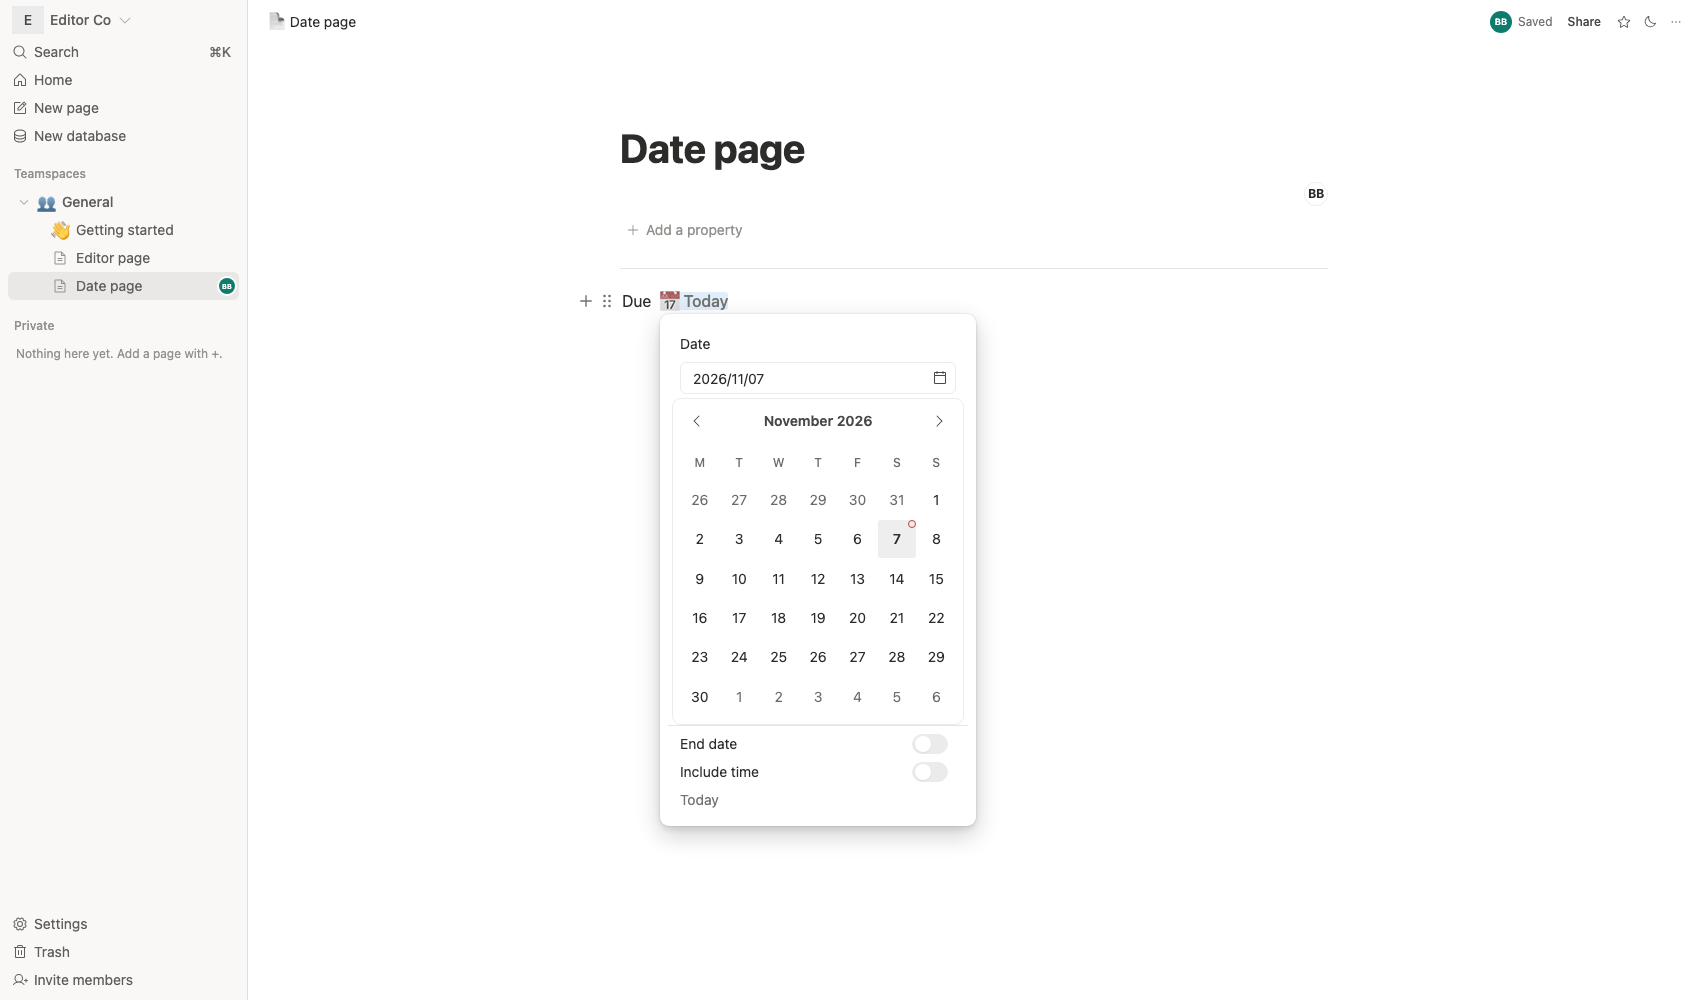 E Editor Co
Search ⌘K
Home
New page
New database
Teamspaces
General
Getting started
Editor page
Date page BB
Private
Nothing here yet. Add a page with +.
Settings
Trash
Invite members
Date page
BB Saved Share
Date page
BB
Add a property
Due 17 Today
Date
2026/11/07
November 2026
M T W T F S S
26 27 28 29 30 31 1
2 3 4 5 6 7 8
9 10 11 12 13 14 15
16 17 18 19 20 21 22
23 24 25 26 27 28 29
30 1 2 3 4 5 6
End date
Include time
Today